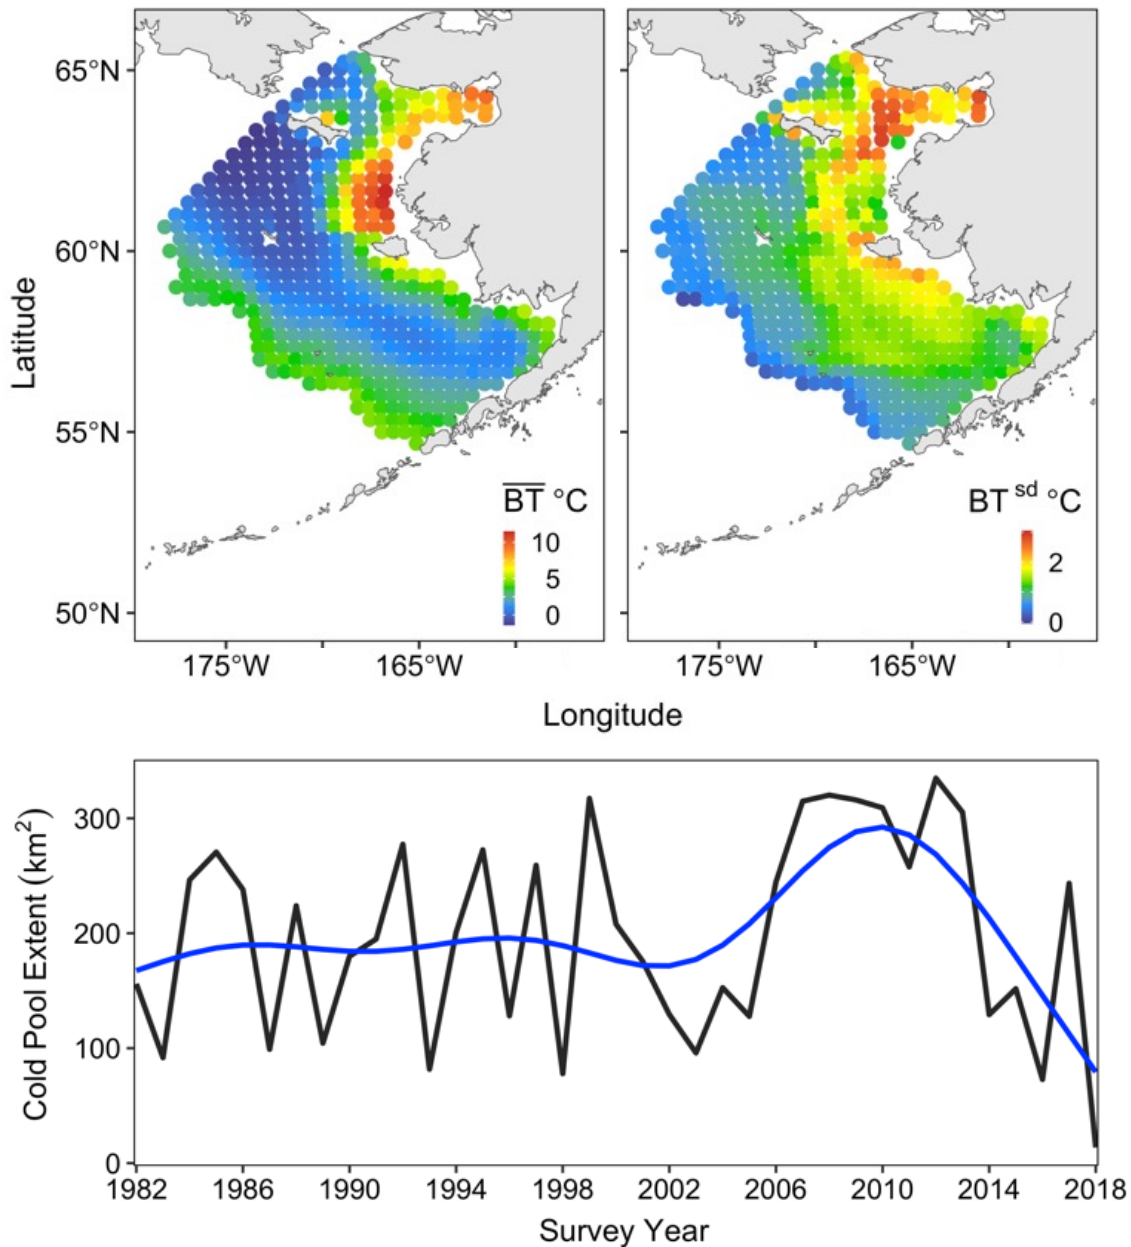 65°N
60°N
55°N
50°N
Latitude
BT °C
10
5
0
BT sd °C
2
0
175°W 165°W 175°W 165°W
Longitude
Cold Pool Extent (km²)
300
200
100
0
1982 1986 1990 1994 1998 2002 2006 2010 2014 2018
Survey Year